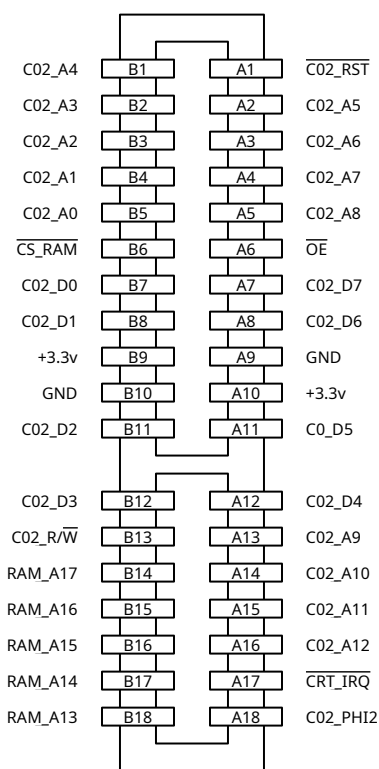 C02_A4 B1 A1 C02_RST
C02_A3 B2 A2 C02_A5
C02_A2 B3 A3 C02_A6
C02_A1 B4 A4 C02_A7
C02_A0 B5 A5 C02_A8
CS_RAM B6 A6 OE
C02_D0 B7 A7 C02_D7
C02_D1 B8 A8 C02_D6
+3.3v B9 A9 GND
GND B10 A10 +3.3v
C02_D2 B11 A11 C0_D5
C02_D3 B12 A12 C02_D4
C02_R/W B13 A13 C02_A9
RAM_A17 B14 A14 C02_A10
RAM_A16 B15 A15 C02_A11
RAM_A15 B16 A16 C02_A12
RAM_A14 B17 A17 CRT_IRQ
RAM_A13 B18 A18 C02_PHI2